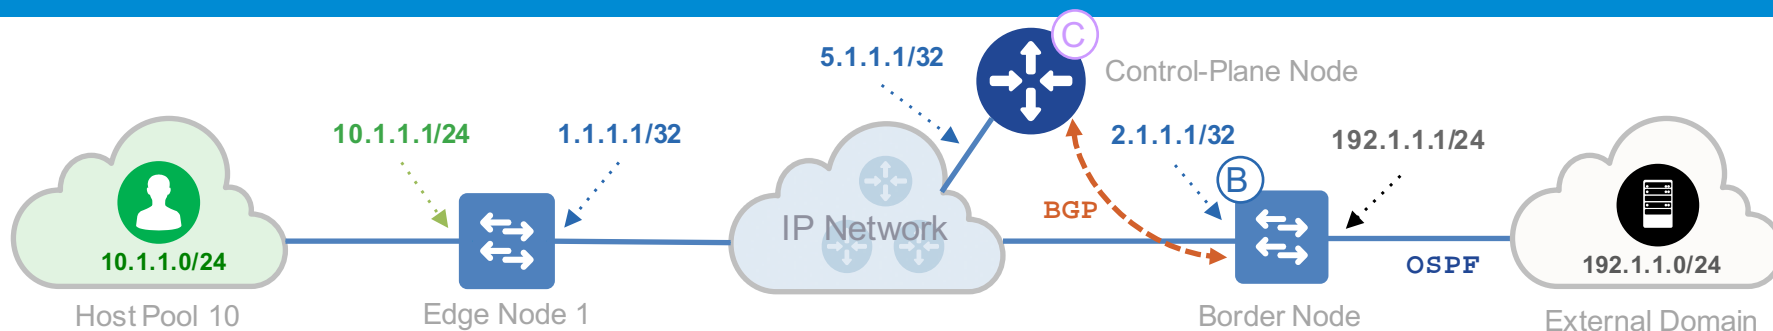 C
5.1.1.1/32
Control-Plane Node
10.1.1.1/24
1.1.1.1/32
2.1.1.1/32
192.1.1.1/24
B
BGP
IP Network
10.1.1.0/24
OSPF
192.1.1.0/24
Host Pool 10
Edge Node 1
Border Node
External Domain